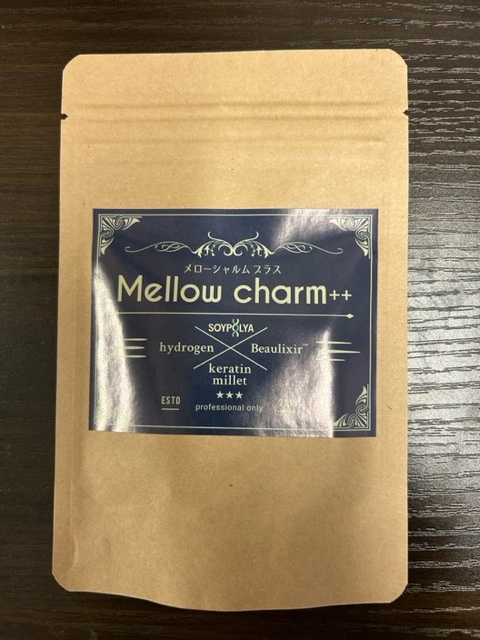 メローシャルム プラス
Mellow charm++
SOYPOLYA
hydrogen Beaulixir™
keratin
millet
★★★
ESTD
professional only